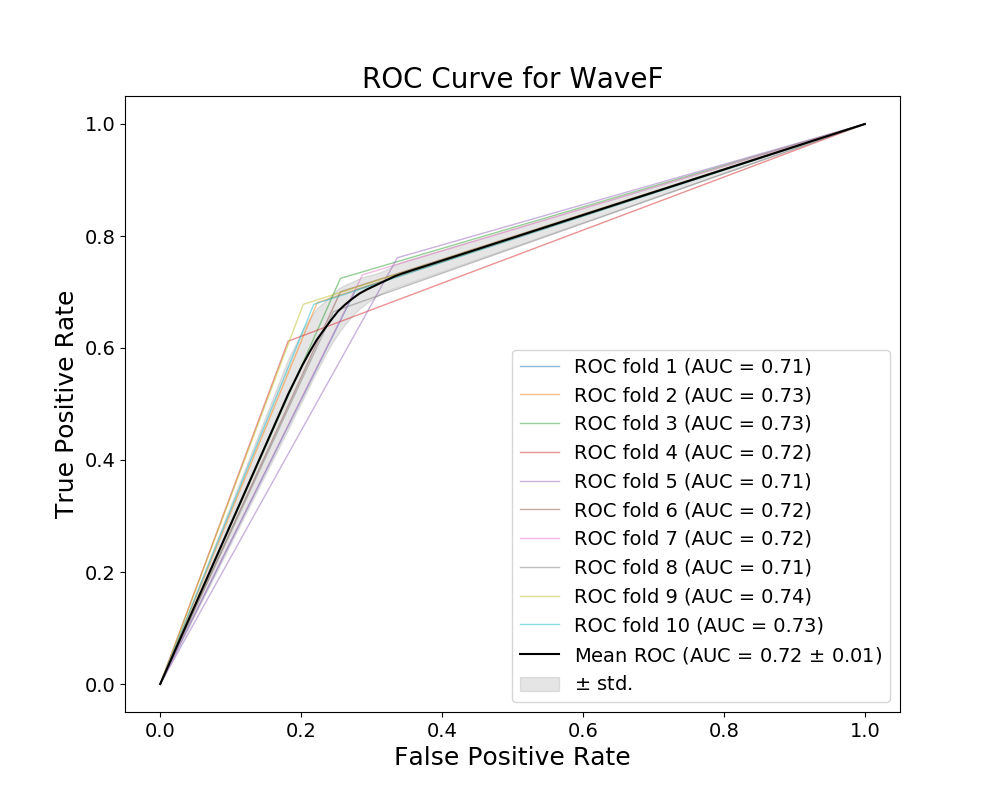 ROC Curve for WaveF
1.0
0.8
0.6
0.4
0.2
0.0
True Positive Rate
ROC fold 1 (AUC = 0.71)
ROC fold 2 (AUC = 0.73)
ROC fold 3 (AUC = 0.73)
ROC fold 4 (AUC = 0.72)
ROC fold 5 (AUC = 0.71)
ROC fold 6 (AUC = 0.72)
ROC fold 7 (AUC = 0.72)
ROC fold 8 (AUC = 0.71)
ROC fold 9 (AUC = 0.74)
ROC fold 10 (AUC = 0.73)
Mean ROC (AUC = 0.72 ± 0.01)
± std.
0.0 0.2 0.4 0.6 0.8 1.0
False Positive Rate